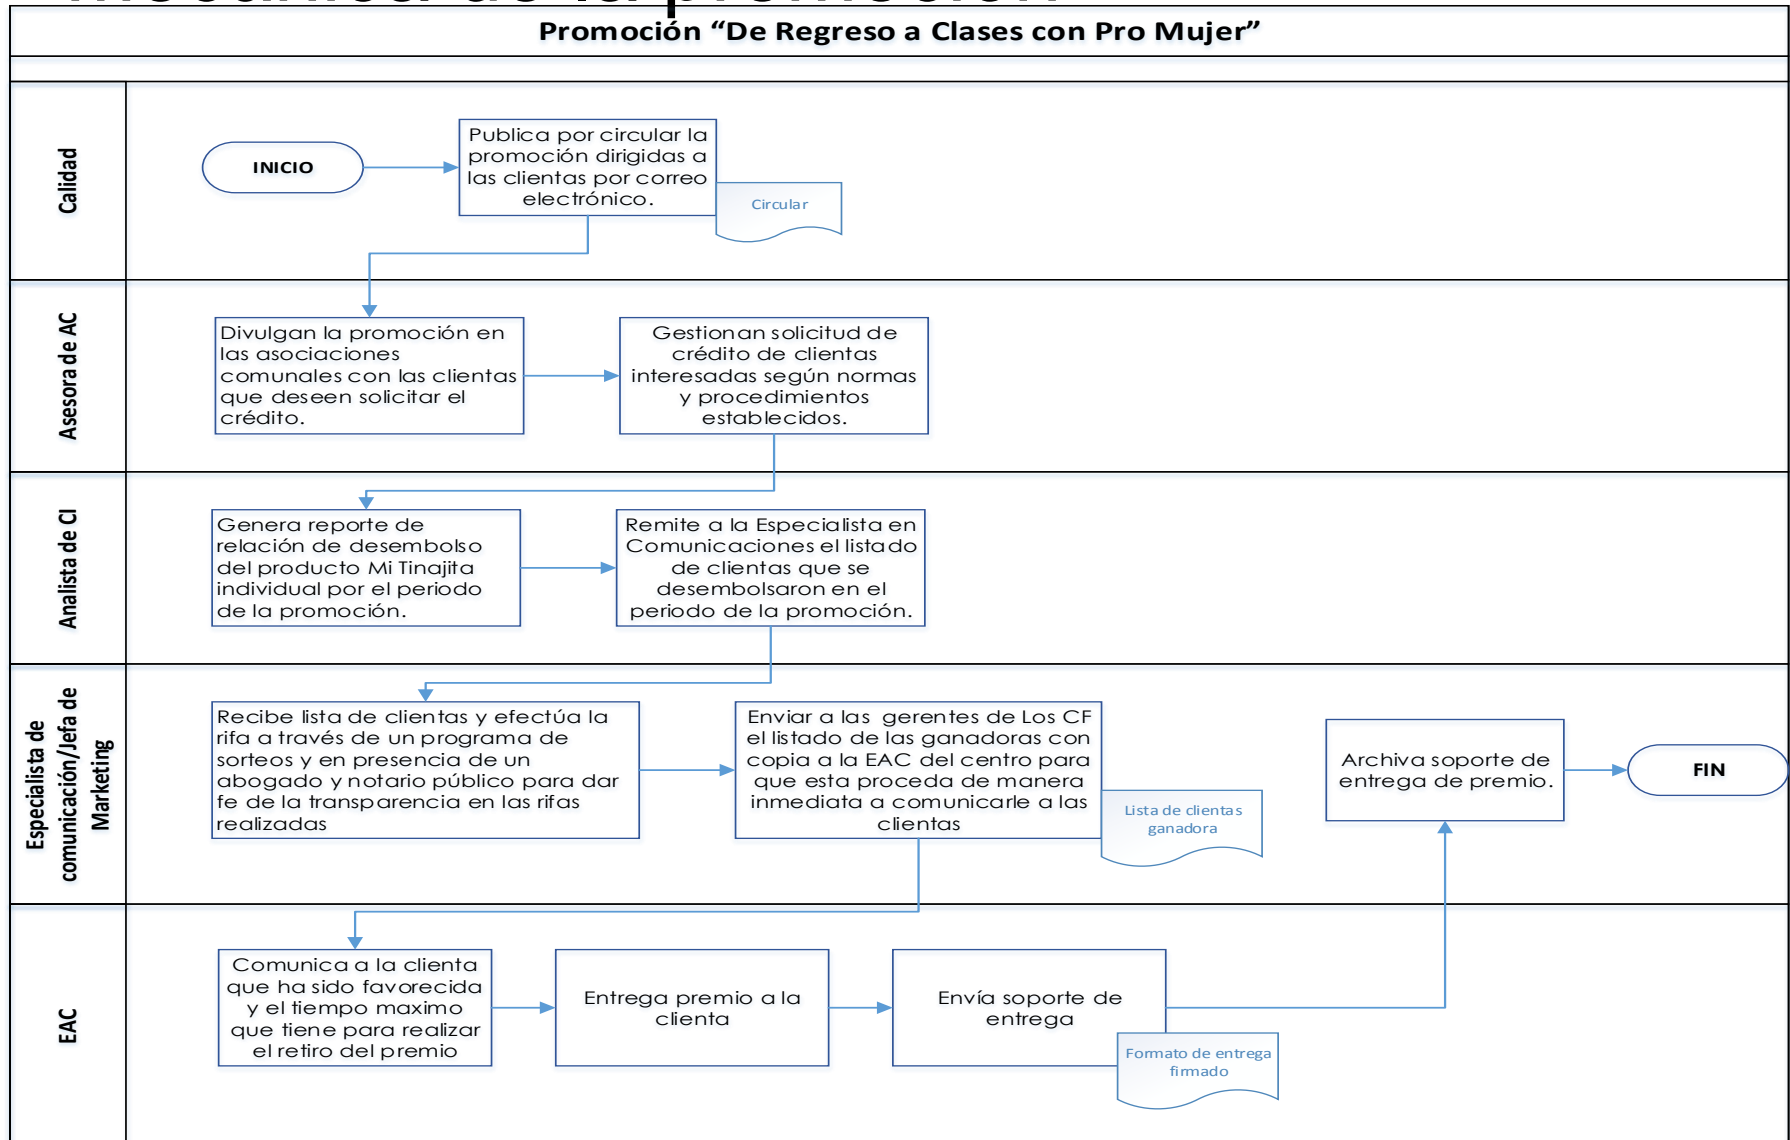 mecánica de la promoción
Promoción “De Regreso a Clases con Pro Mujer”
Calidad
INICIO
Publica por circular la
promoción dirigidas a
las clientas por correo
electrónico.
Circular
Asesora de AC
Divulgan la promoción en
las asociaciones
comunales con las clientas
que deseen solicitar el
crédito.
Gestionan solicitud de
crédito de clientas
interesadas según normas
y procedimientos
establecidos.
Analista de CI
Genera reporte de
relación de desembolso
del producto Mi Tinajita
individual por el periodo
de la promoción.
Remite a la Especialista en
Comunicaciones el listado
de clientas que se
desembolsaron en el
periodo de la promoción.
Especialista de
comunicación/Jefa de
Marketing
Recibe lista de clientas y efectúa la
rifa a través de un programa de
sorteos y en presencia de un
abogado y notario público para dar
fe de la transparencia en las rifas
realizadas
Enviar a las gerentes de Los CF
el listado de las ganadoras con
copia a la EAC del centro para
que esta proceda de manera
inmediata a comunicarle a las
clientas
Lista de clientas
ganadora
Archiva soporte de
entrega de premio.
FIN
EAC
Comunica a la clienta
que ha sido favorecida
y el tiempo maximo
que tiene para realizar
el retiro del premio
Entrega premio a la
clienta
Envía soporte de
entrega
Formato de entrega
firmado